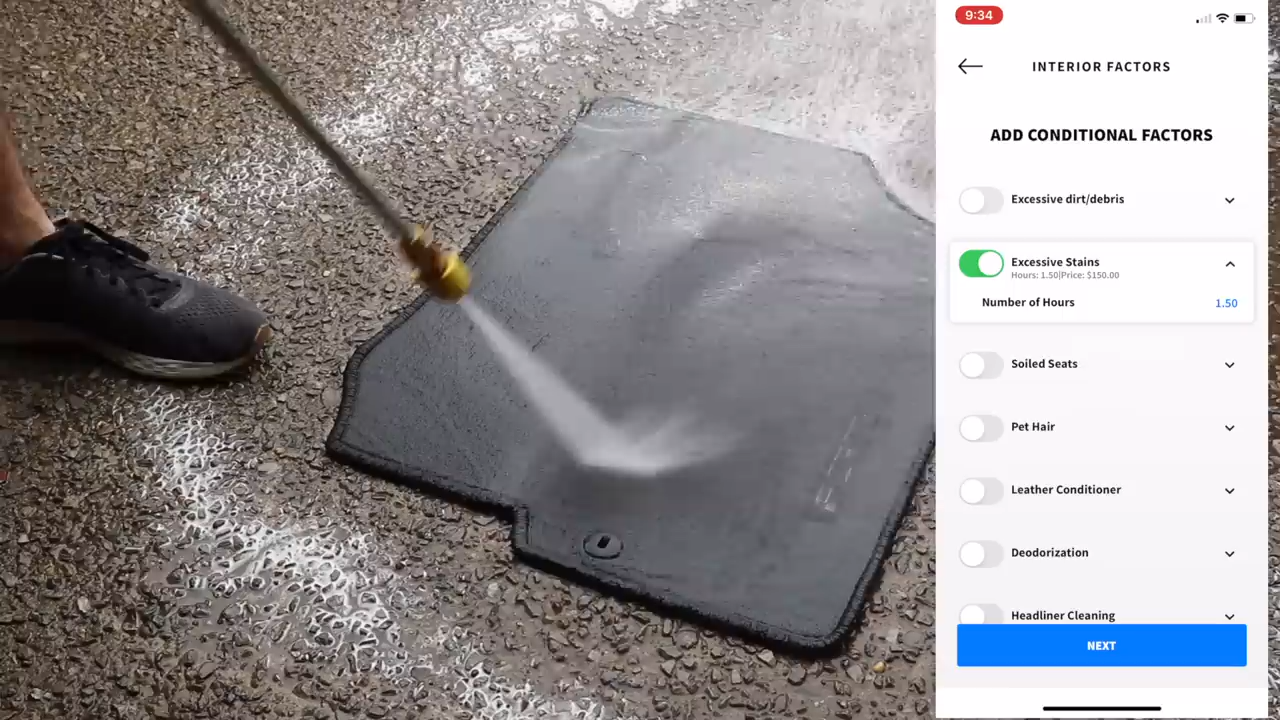 9:34
INTERIOR FACTORS
ADD CONDITIONAL FACTORS
Excessive dirt/debris
Excessive Stains
Hours: 1.50|Price: $150.00
Number of Hours 1.50
Soiled Seats
Pet Hair
Leather Conditioner
Deodorization
Headliner Cleaning
NEXT